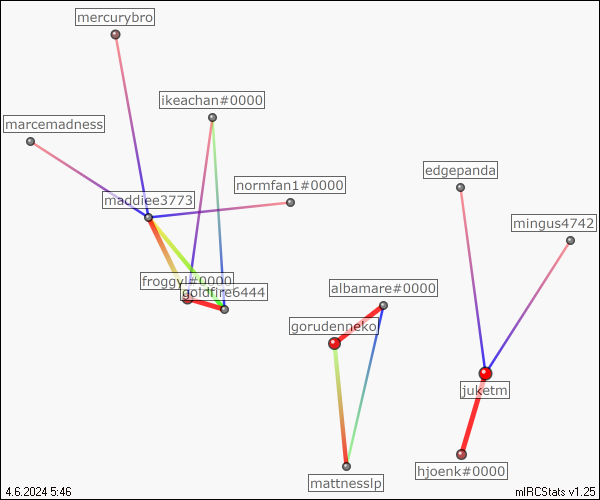 mercurybro
ikeachan#0000
marcemadness
edgepanda
normfan1#0000
maddiee3773
mingus4742
froggyl#0000
goldfire6444
albamare#0000
gorudenneko
juketm
hjoenk#0000
mattnesslp
4.6.2024 5:46
mIRCStats v1.25